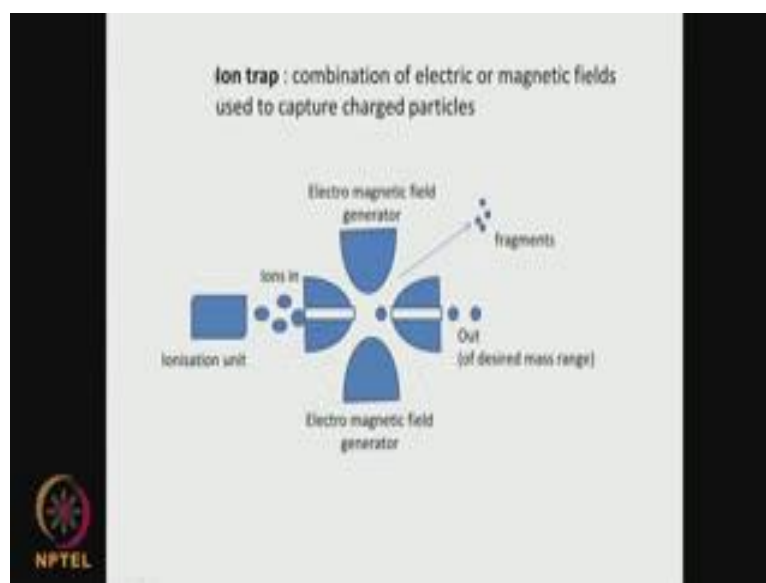 Ion trap : combination of electric or magnetic fields
used to capture charged particles
Electro magnetic field
generator
fragments
Ions in
Ionisation unit
Out
(of desired mass range)
Electro magnetic field
generator
NPTEL